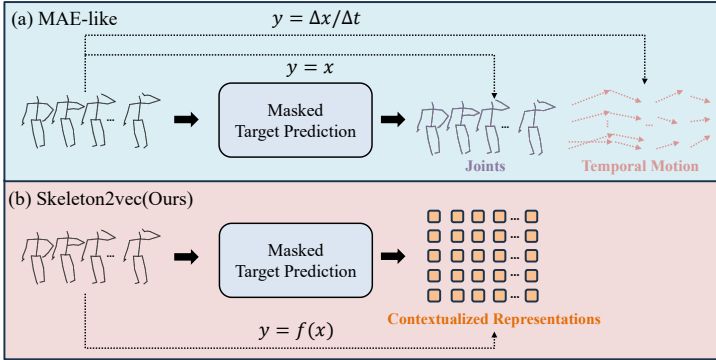 (a) MAE-like
y = Δx/Δt
y = x
Masked
Target Prediction
...
...
...
Joints
Temporal Motion
(b) Skeleton2vec(Ours)
Masked
Target Prediction
...
...
y = f(x)
Contextualized Representations